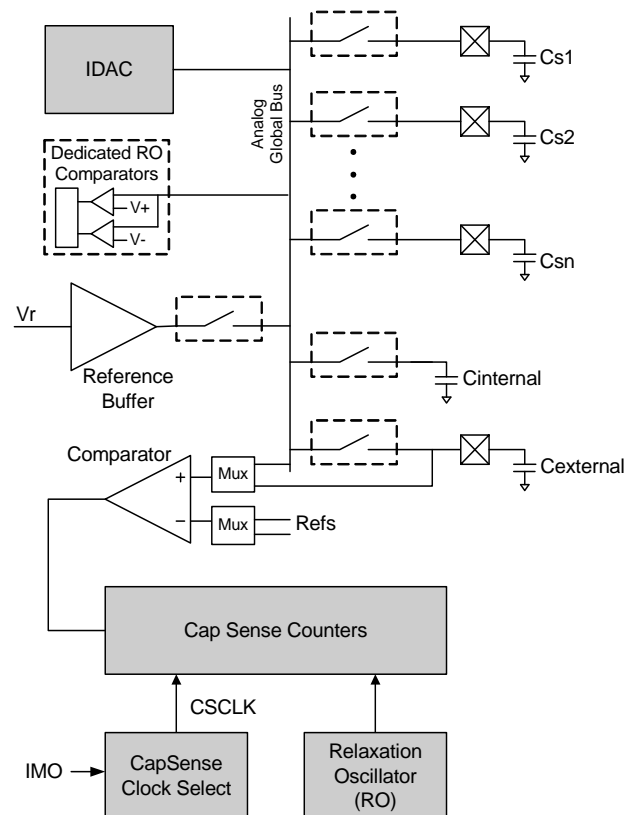 IDAC
Analog
Global Bus
Cs1
Cs2
Dedicated RO
Comparators
V+
V-
Csn
Vr
Reference
Buffer
Cinternal
Comparator
+
Mux
Cexternal
−
Mux
Refs
Cap Sense Counters
CSCLK
IMO
CapSense
Clock Select
Relaxation
Oscillator
(RO)